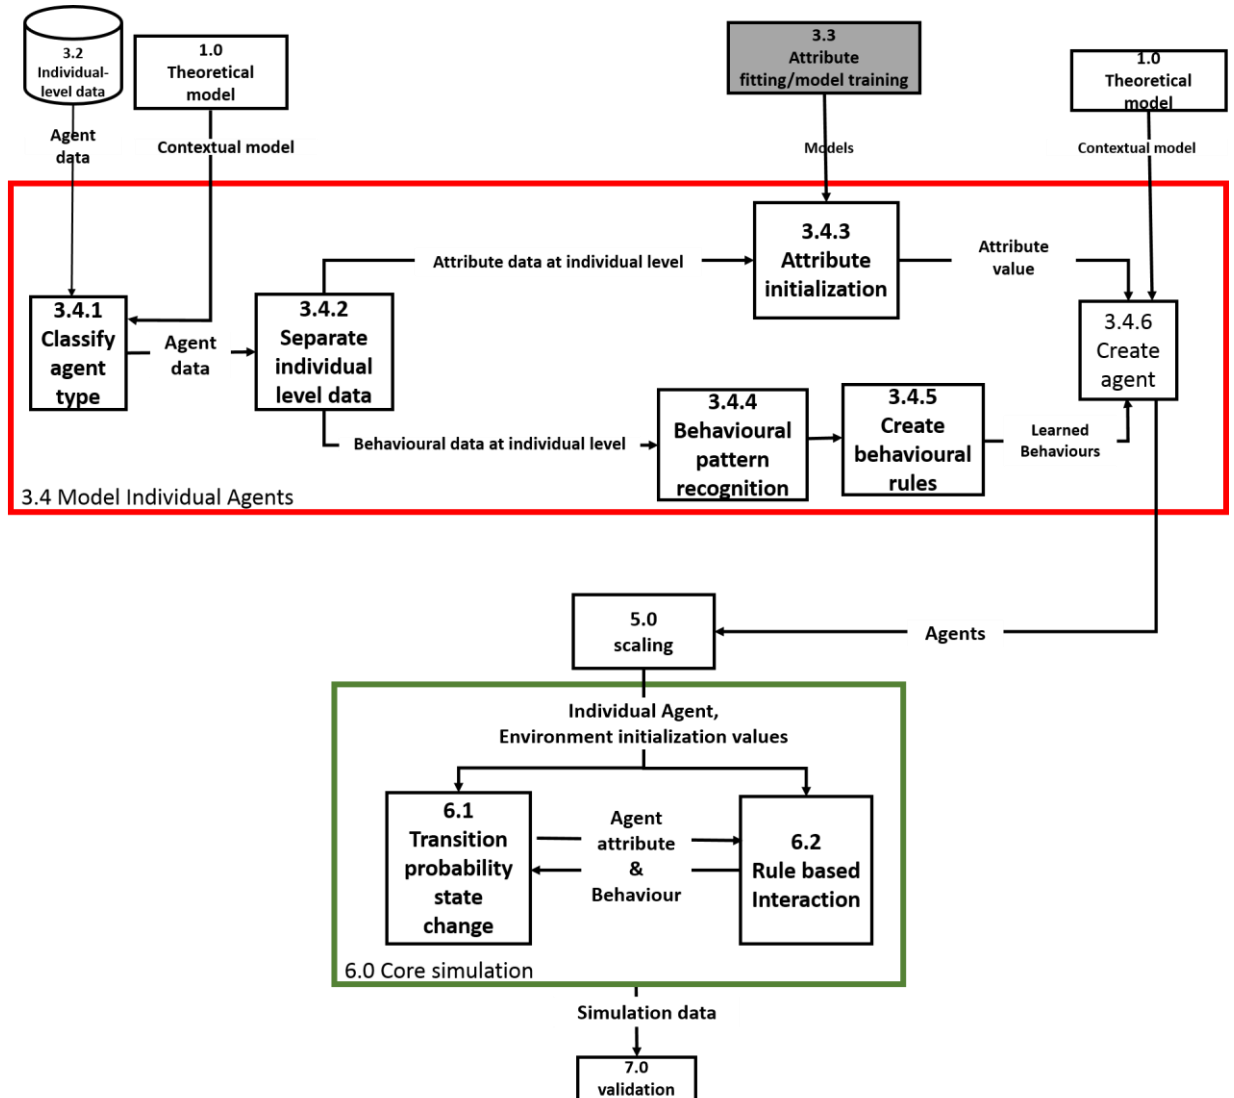 3.2
Individual-
level data
1.0
Theoretical
model
3.3
Attribute
fitting/model training
1.0
Theoretical
model
Agent
data
Contextual model
Models
Contextual model
3.4.3
Attribute
initialization
Attribute data at individual level
Attribute
value
3.4.1
Classify
agent
type
Agent
data
3.4.2
Separate
individual
level data
3.4.6
Create
agent
Behavioural data at individual level
3.4.4
Behavioural
pattern
recognition
3.4.5
Create
behavioural
rules
Learned
Behaviours
3.4 Model Individual Agents
5.0
scaling
Agents
Individual Agent,
Environment initialization values
6.1
Transition
probability
state
change
Agent
attribute
&
Behaviour
6.2
Rule based
Interaction
6.0 Core simulation
Simulation data
7.0
validation